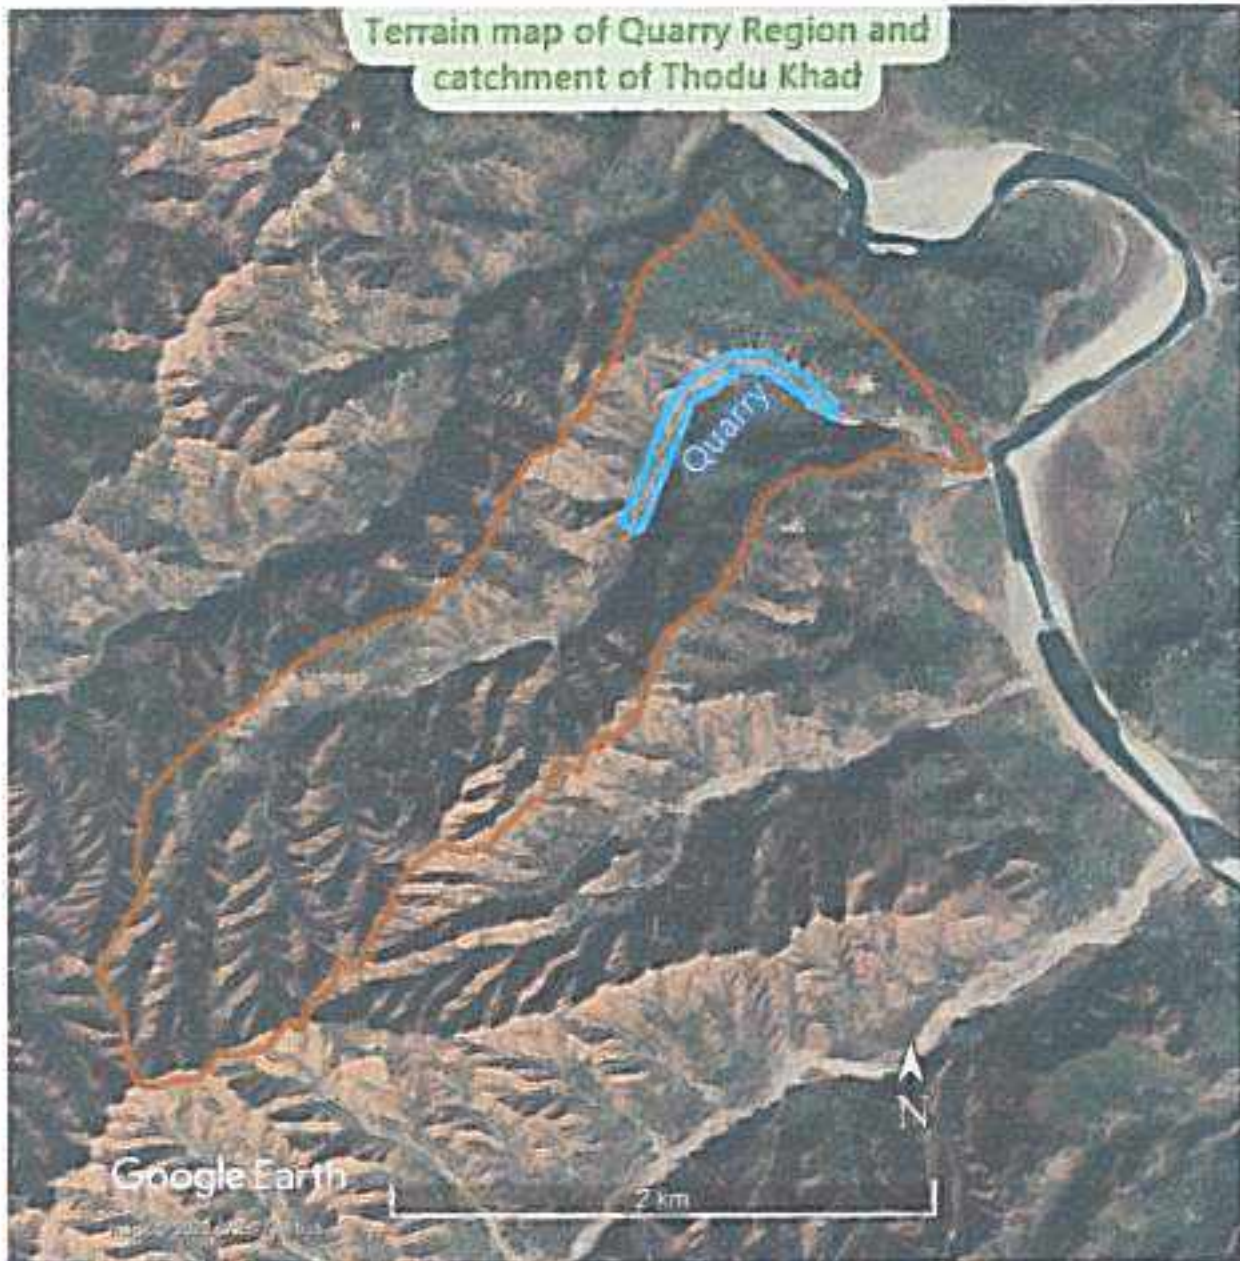 Terrain map of Quarry Region and
catchment of Thodu Khad
Quarry
N
Google Earth
2 km